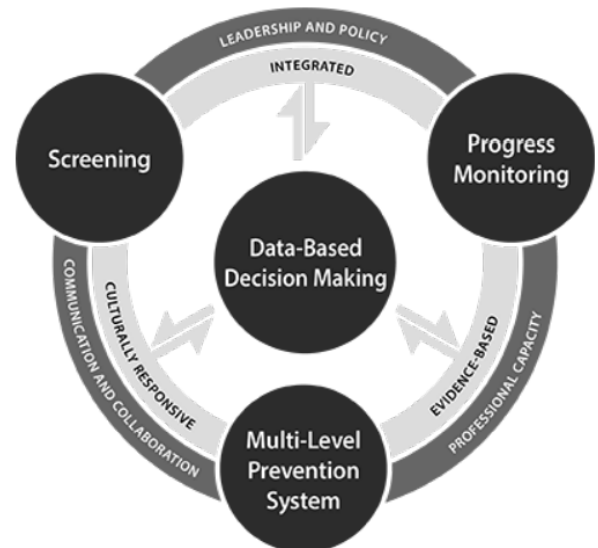 LEADERSHIP AND POLICY
INTEGRATED
Screening
Progress
Monitoring
Data-Based
Decision Making
COMMUNICATION AND COLLABORATION
CULTURALLY RESPONSIVE
EVIDENCE-BASED
PROFESSIONAL CAPACITY
Multi-Level
Prevention
System